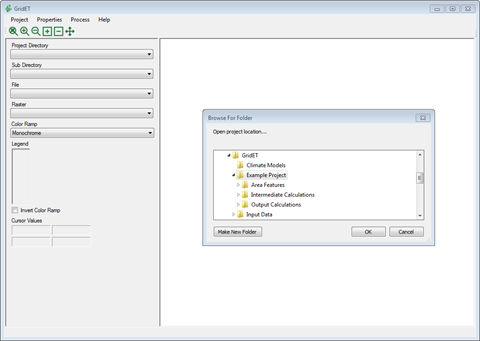 GridET
Project Properties Process Help
Project Directory
Sub Directory
File
Raster
Color Ramp
Monochrome
Legend
Invert Color Ramp
Cursor Values
Browse For Folder
Open project location...
GridET
Climate Models
Example Project
Area Features
Intermediate Calculations
Output Calculations
Input Data
Make New Folder OK Cancel